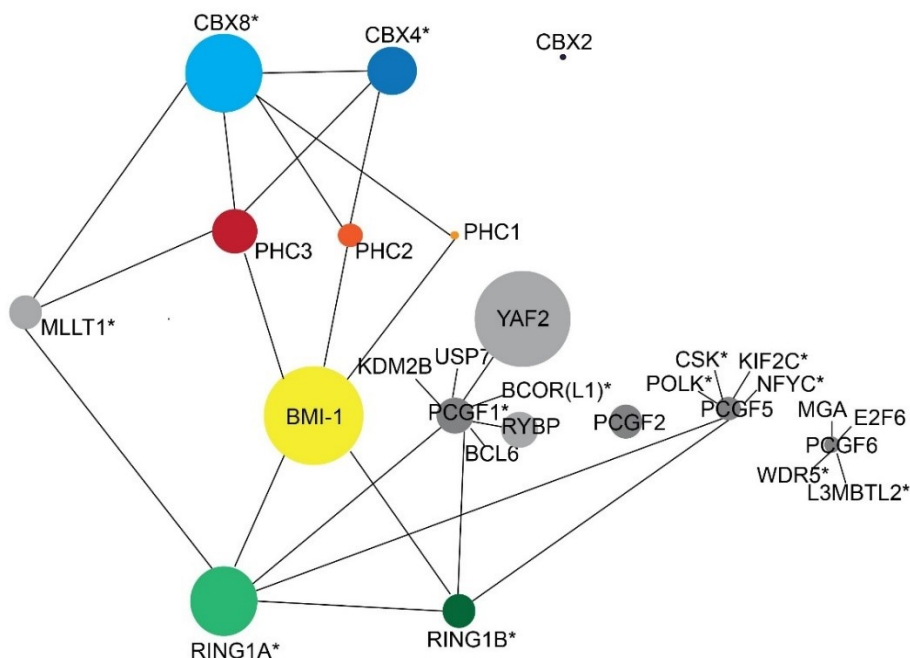 CBX8*
CBX4*
CBX2
PHC3
PHC2
PHC1
MLLT1*
YAF2
KDM2B
USP7
BCOR(L1)*
PCGF1*
RYBP
BCL6
BMI-1
PCGF2
CSK*
KIF2C*
POLK*
NFYC*
PCGF5
MGA
E2F6
PCGF6
WDR5*
L3MBTL2*
RING1A*
RING1B*